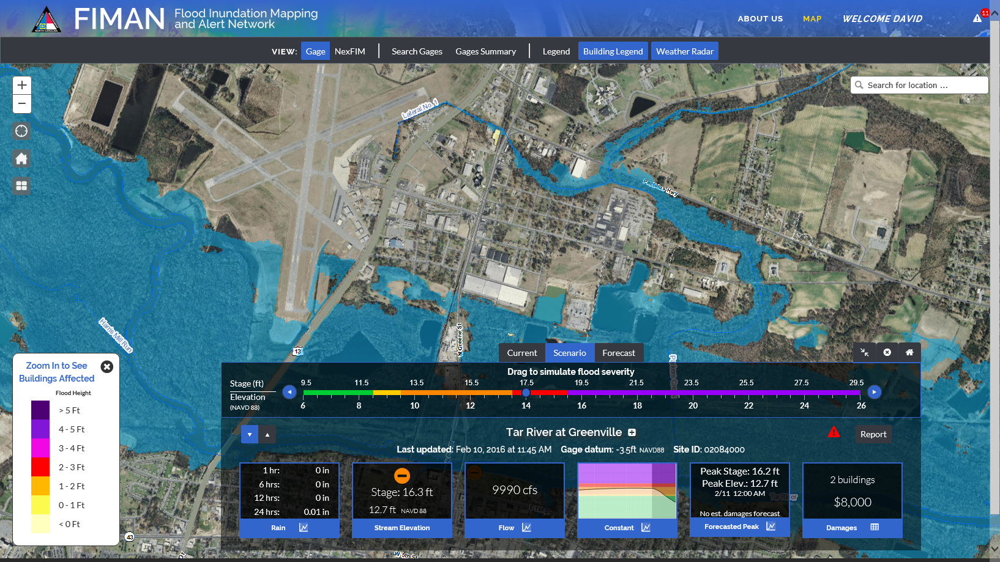 FIMAN
Flood Inundation Mapping
and Alert Network
NORTH CAROLINA
ABOUT US
MAP
WELCOME DAVID
11
VIEW:
Gage
NexFIM
Search Gages
Gages Summary
Legend
Building Legend
Weather Radar
+
−
Search for location ...
Lateral No. 1
Pactolus Hwy
Harris Mill Run
13
N Greene St
Zoom In to See
Buildings Affected
Flood Height
> 5 Ft
4 - 5 Ft
3 - 4 Ft
2 - 3 Ft
1 - 2 Ft
0 - 1 Ft
< 0 Ft
43
Current
Scenario
Forecast
Drag to simulate flood severity
Stage (ft)
9.5 11.5 13.5 15.5 17.5 19.5 21.5 23.5 25.5 27.5 29.5
Elevation
(NAVD 88)
6 8 10 12 14 16 18 20 22 24 26
Tar River at Greenville
Report
Last updated: Feb 10, 2016 at 11:45 AM Gage datum: -3.5ft NAVD88 Site ID: 02084000
1 hr: 0 in
6 hrs: 0 in
12 hrs: 0 in
24 hrs: 0.01 in
Rain
Stage: 16.3 ft
12.7 ft NAVD 88
Stream Elevation
9990 cfs
Flow
Constant
Peak Stage: 16.2 ft
Peak Elev.: 12.7 ft
2/11 12:00 AM
No est. damages forecast
Forecasted Peak
Tar River
2 buildings
$8,000
Damages
W 5th St
Dr